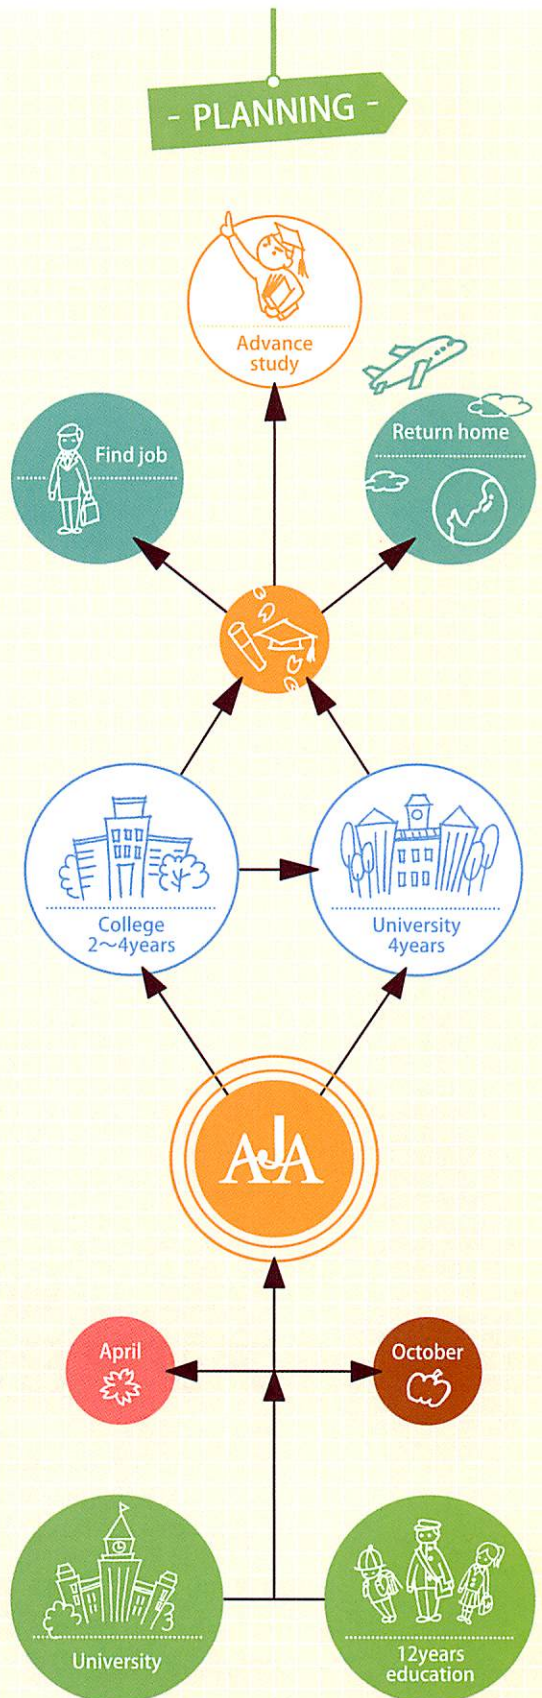 - PLANNING -
Advance
study
Find job
Return home
College
2～4years
University
4years
AJA
April
October
University
12years
education